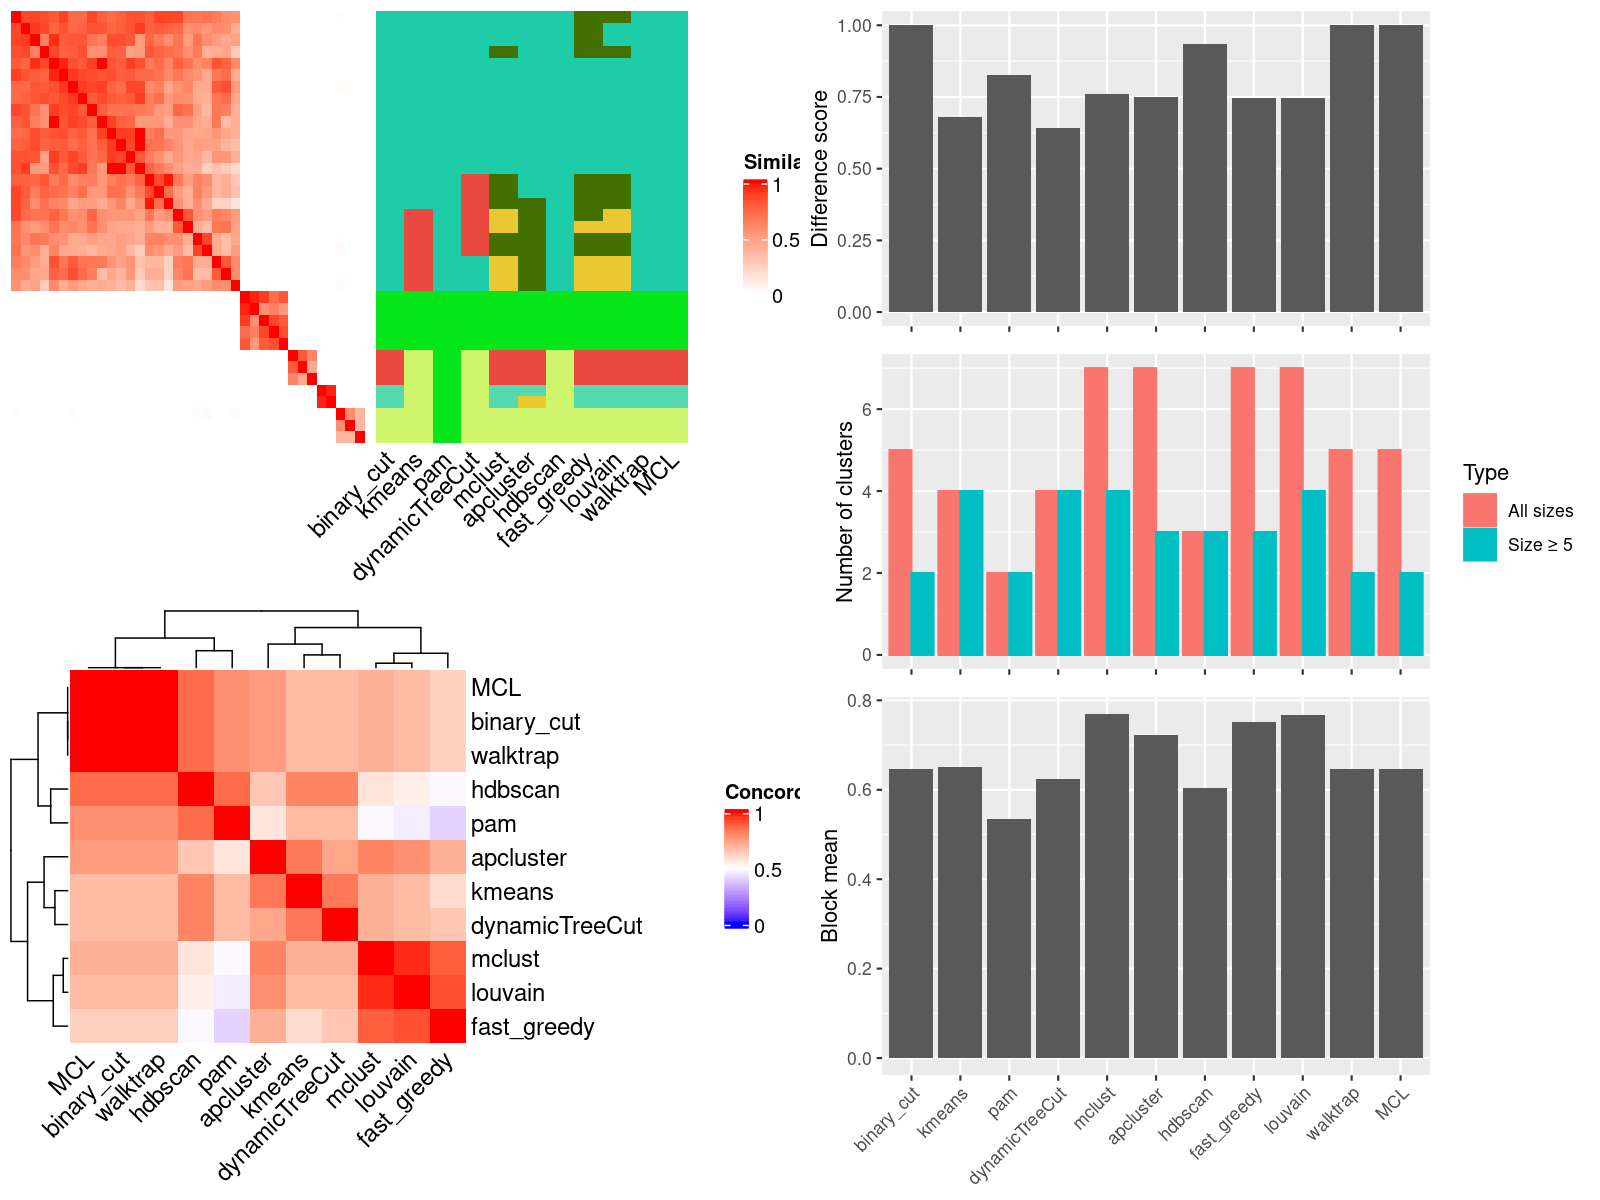 Simila
1
0.5
0
binary_cut
kmeans
pam
dynamicTreeCut
mclust
apcluster
hdbscan
fast_greedy
louvain
walktrap
MCL
MCL
binary_cut
walktrap
hdbscan
pam
apcluster
kmeans
dynamicTreeCut
mclust
louvain
fast_greedy
Concord
1
0.5
0
MCL
binary_cut
walktrap
hdbscan
pam
apcluster
kmeans
dynamicTreeCut
mclust
louvain
fast_greedy
Difference score
1.00
0.75
0.50
0.25
0.00
Number of clusters
6
4
2
0
Type
All sizes
Size ≥ 5
Block mean
0.8
0.6
0.4
0.2
0.0
binary_cut
kmeans
pam
dynamicTreeCut
mclust
apcluster
hdbscan
fast_greedy
louvain
walktrap
MCL